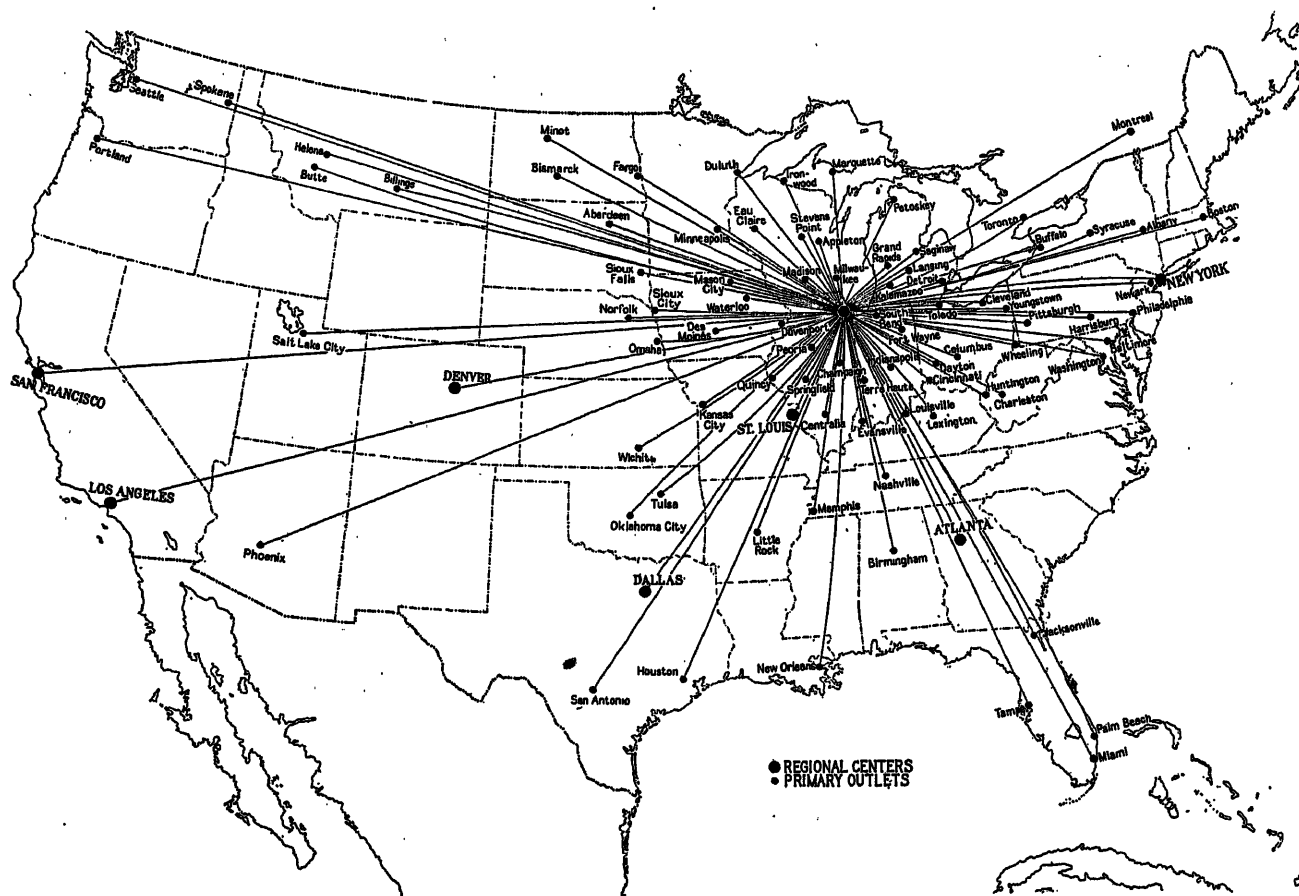 Seattle
Spokane
Portland
Helena
Butte
Billings
Minot
Bismarck
Fargo
Aberdeen
Duluth
Iron-
wood
Marquette
Montreal
Petoskey
Eau
Claire
Stevens
Point
Appleton
Minneapolis
Toronto
Buffalo
Syracuse
Albany
Boston
Grand
Rapids
Saginaw
Lansing
Detroit
Sioux
Falls
Mason
City
Madison
Milwau-
kee
Kalamazoo
NEW YORK
Newark
Sioux
City
Waterloo
Norfolk
Cleveland
Youngstown
Toledo
Pittsburgh
Harrisburg
Philadelphia
South
Bend
Fort Wayne
Des
Moines
Davenport
Omaha
Salt Lake City
Peoria
Indianapolis
Columbus
Wheeling
Baltimore
Washington
Dayton
Cincinnati
SAN FRANCISCO
DENVER
Quincy
Springfield
Champaign
Terre Haute
Huntington
Charleston
Kansas
City
ST. LOUIS
Centralia
Evansville
Louisville
Lexington
Wichita
LOS ANGELES
Tulsa
Oklahoma City
Nashville
Memphis
Phoenix
Little
Rock
Birmingham
ATLANTA
DALLAS
Jacksonville
Houston
San Antonio
New Orleans
Tampa
Palm Beach
Miami
REGIONAL CENTERS
PRIMARY OUTLETS